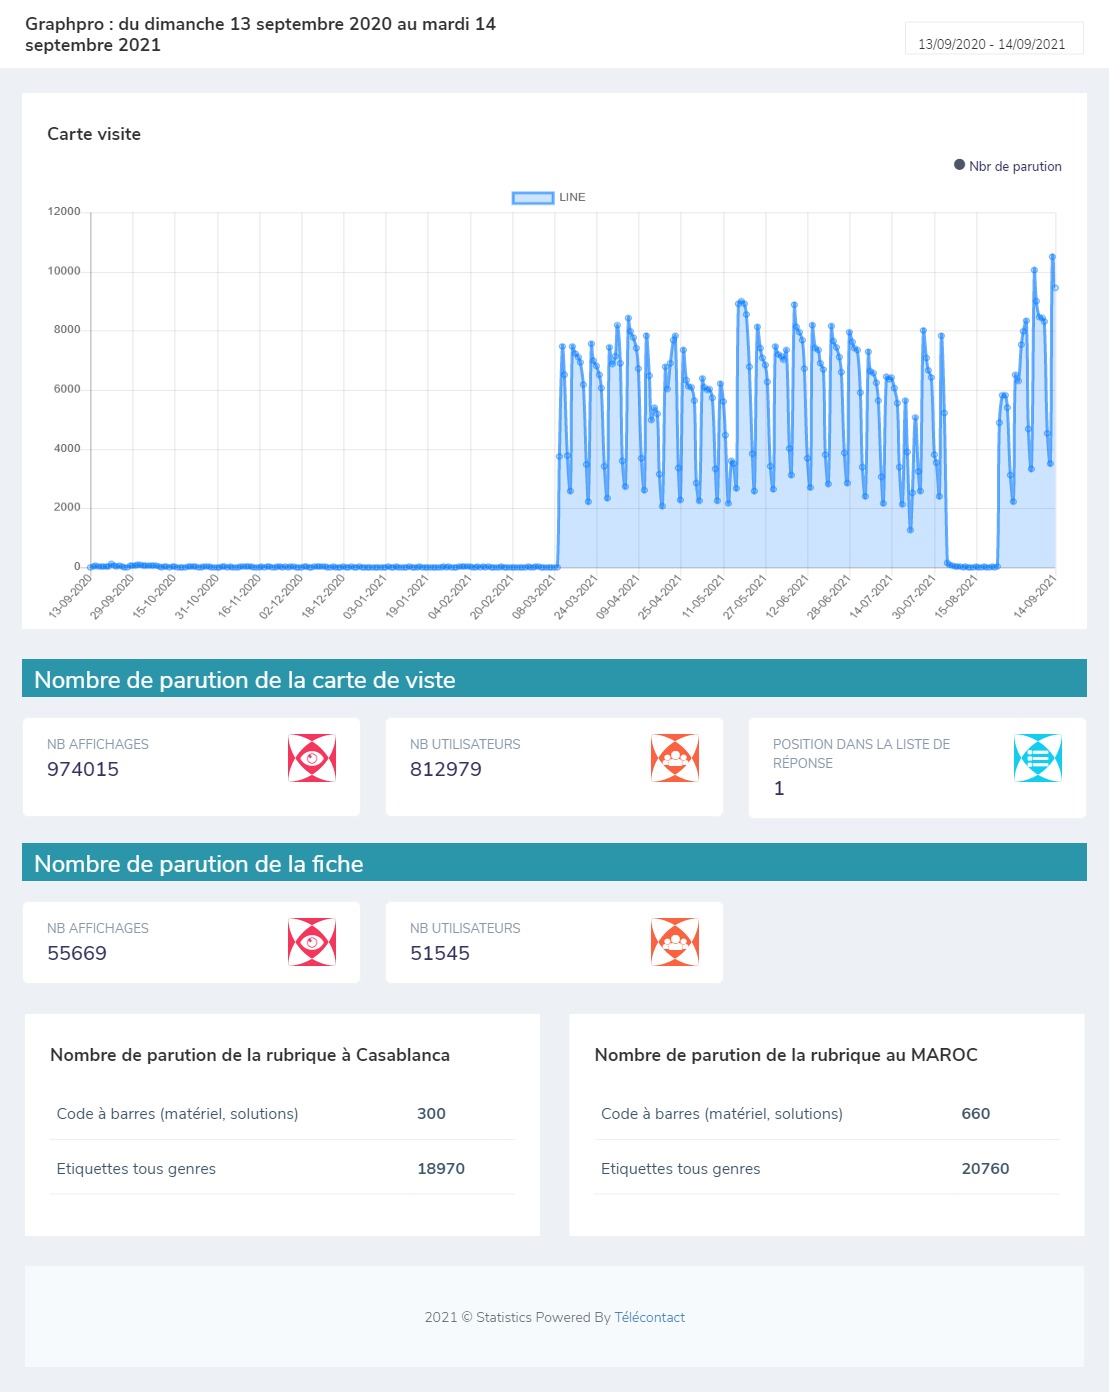 Graphpro : du dimanche 13 septembre 2020 au mardi 14
septembre 2021
13/09/2020 - 14/09/2021
Carte visite
Nbr de parution
LINE
12000
10000
8000
6000
4000
2000
0
13-09-2020
29-09-2020
15-10-2020
31-10-2020
16-11-2020
02-12-2020
18-12-2020
03-01-2021
19-01-2021
04-02-2021
20-02-2021
08-03-2021
24-03-2021
09-04-2021
25-04-2021
11-05-2021
27-05-2021
12-06-2021
28-06-2021
14-07-2021
30-07-2021
15-08-2021
14-09-2021
Nombre de parution de la carte de viste
NB AFFICHAGES
974015
NB UTILISATEURS
812979
POSITION DANS LA LISTE DE
RÉPONSE
1
Nombre de parution de la fiche
NB AFFICHAGES
55669
NB UTILISATEURS
51545
Nombre de parution de la rubrique à Casablanca
Code à barres (matériel, solutions) 300
Etiquettes tous genres 18970
Nombre de parution de la rubrique au MAROC
Code à barres (matériel, solutions) 660
Etiquettes tous genres 20760
2021 © Statistics Powered By Télécontact